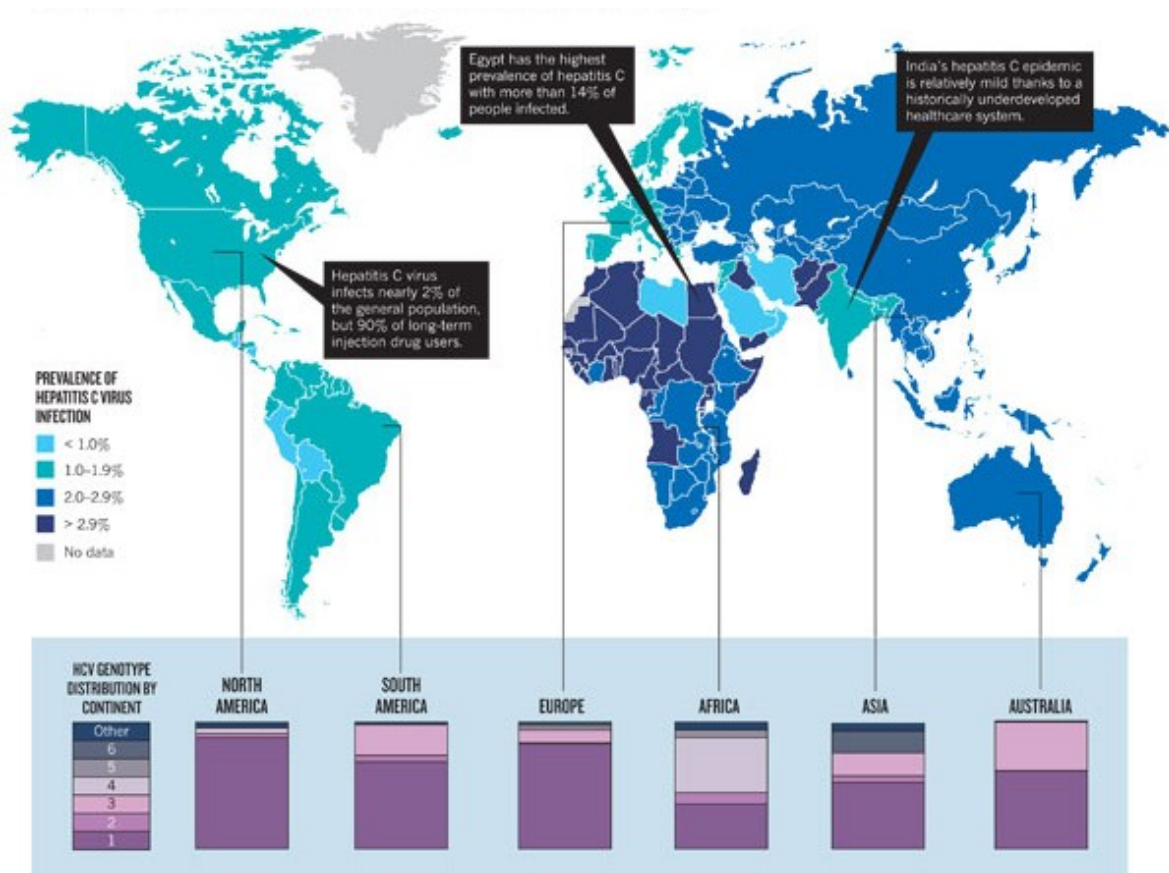 Egypt has the highest
prevalence of hepatitis C
with more than 14% of
people infected.
India's hepatitis C epidemic
is relatively mild thanks to a
historically underdeveloped
healthcare system.
Hepatitis C virus
infects nearly 2% of
the general population,
but 90% of long-term
injection drug users.
PREVALENCE OF
HEPATITIS C VIRUS
INFECTION
< 1.0%
1.0–1.9%
2.0–2.9%
> 2.9%
No data
HCV GENOTYPE
DISTRIBUTION BY
CONTINENT
Other
6
5
4
3
2
1
NORTH
AMERICA
SOUTH
AMERICA
EUROPE
AFRICA
ASIA
AUSTRALIA